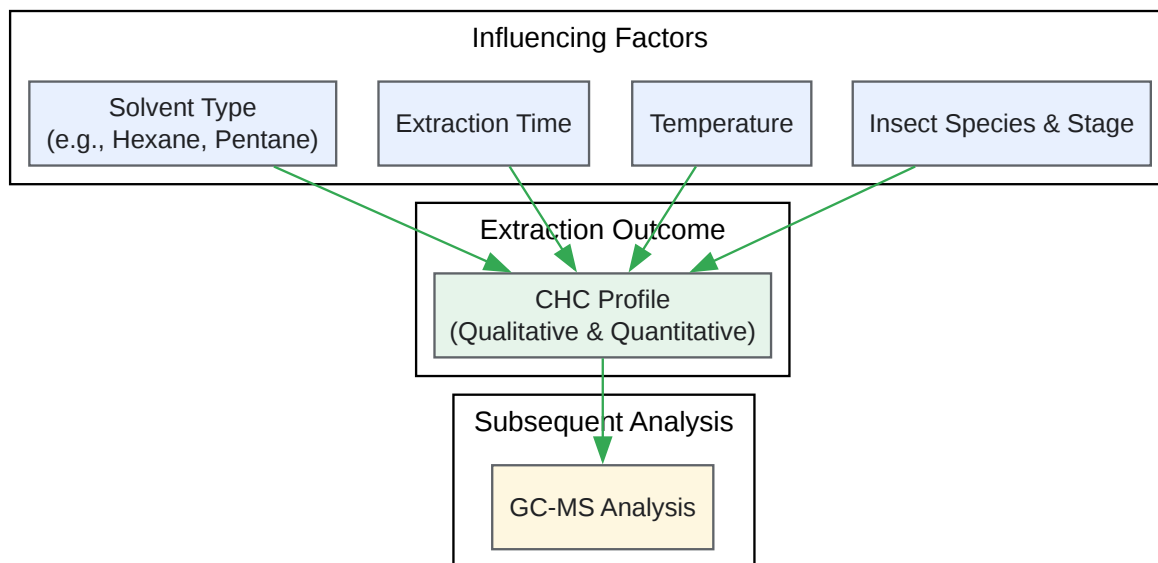 Influencing Factors
Solvent Type
(e.g., Hexane, Pentane)
Extraction Time
Temperature
Insect Species & Stage
Extraction Outcome
CHC Profile
(Qualitative & Quantitative)
Subsequent Analysis
GC-MS Analysis